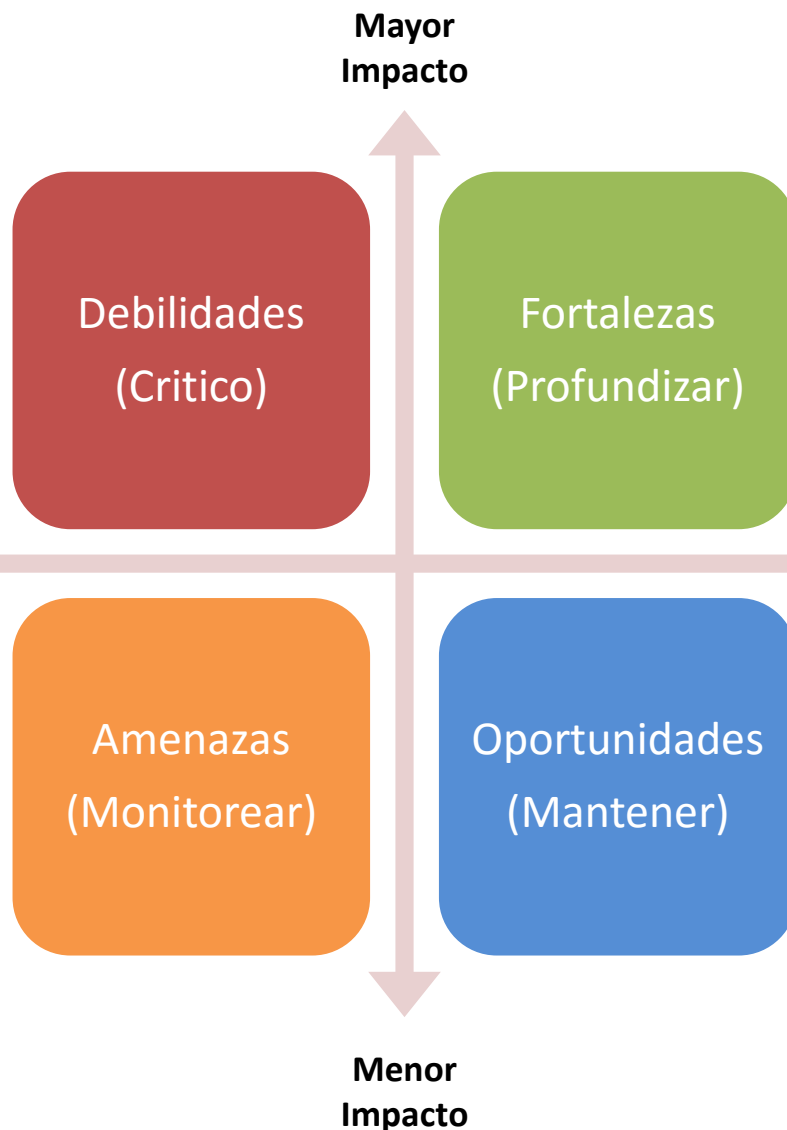 Mayor
Impacto
Debilidades
(Critico)
Fortalezas
(Profundizar)
Amenazas
(Monitorear)
Oportunidades
(Mantener)
Menor
Impacto